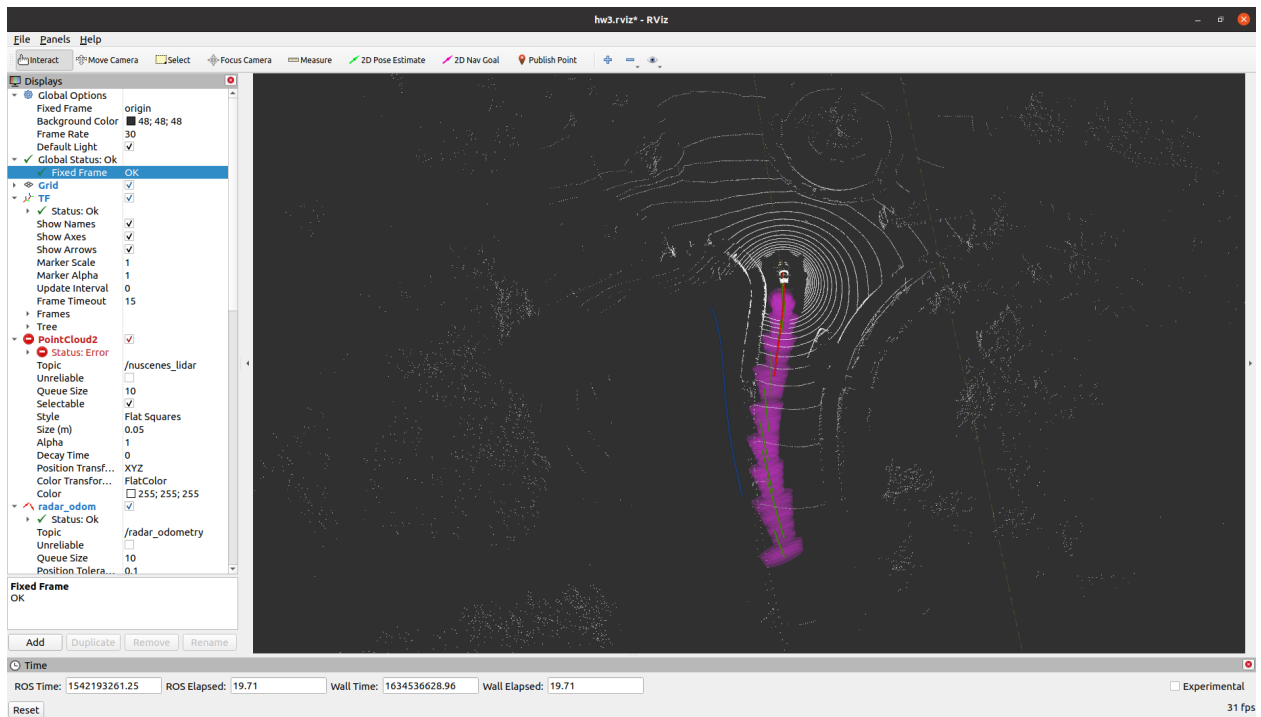 hw3.rviz* - RViz
File Panels Help
Interact Move Camera Select Focus Camera Measure 2D Pose Estimate 2D Nav Goal Publish Point
Displays
Global Options
Fixed Frame origin
Background Color 48; 48; 48
Frame Rate 30
Default Light
Global Status: Ok
Fixed Frame OK
Grid
TF
Status: Ok
Show Names
Show Axes
Show Arrows
Marker Scale 1
Marker Alpha 1
Update Interval 0
Frame Timeout 15
Frames
Tree
PointCloud2
Status: Error
Topic /nuscenes_lidar
Unreliable
Queue Size 10
Selectable
Style Flat Squares
Size (m) 0.05
Alpha 1
Decay Time 0
Position Transf... XYZ
Color Transfor... FlatColor
Color 255; 255; 255
radar_odom
Status: Ok
Topic /radar_odometry
Unreliable
Queue Size 10
Position Tolera... 0.1
Fixed Frame
OK
Add Duplicate Remove Rename
Time
ROS Time: 1542193261.25 ROS Elapsed: 19.71 Wall Time: 1634536628.96 Wall Elapsed: 19.71 Experimental
Reset 31 fps